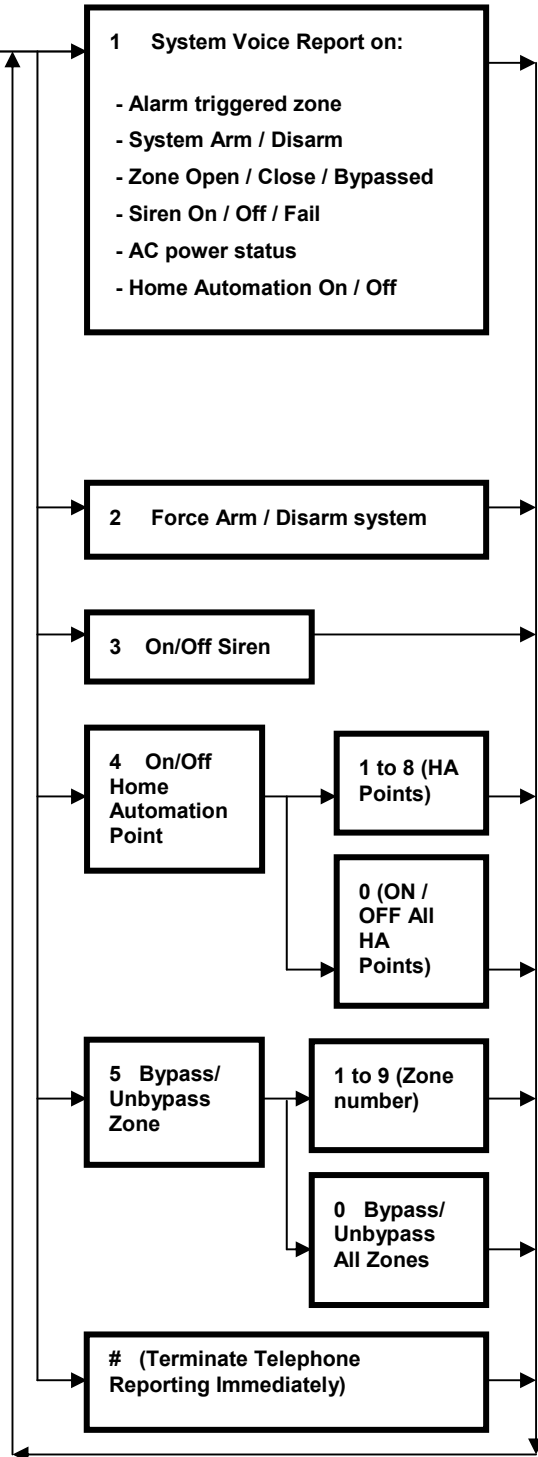 1 System Voice Report on:
- Alarm triggered zone
- System Arm / Disarm
- Zone Open / Close / Bypassed
- Siren On / Off / Fail
- AC power status
- Home Automation On / Off
2 Force Arm / Disarm system
3 On/Off Siren
4 On/Off
Home
Automation
Point
1 to 8 (HA
Points)
0 (ON /
OFF All
HA
Points)
5 Bypass/
Unbypass
Zone
1 to 9 (Zone
number)
0 Bypass/
Unbypass
All Zones
# (Terminate Telephone
Reporting Immediately)